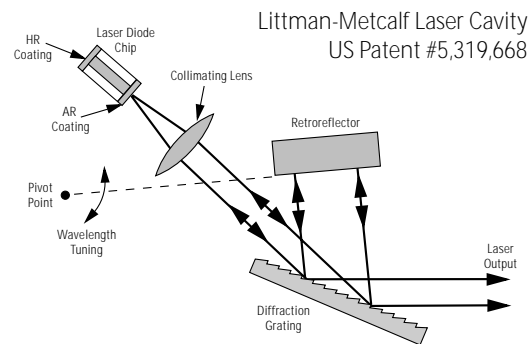 Littman-Metcalf Laser Cavity
US Patent #5,319,668
HR
Coating
Laser Diode
Chip
Collimating Lens
AR
Coating
Retroreflector
Pivot
Point
Wavelength
Tuning
Laser
Output
Diffraction
Grating